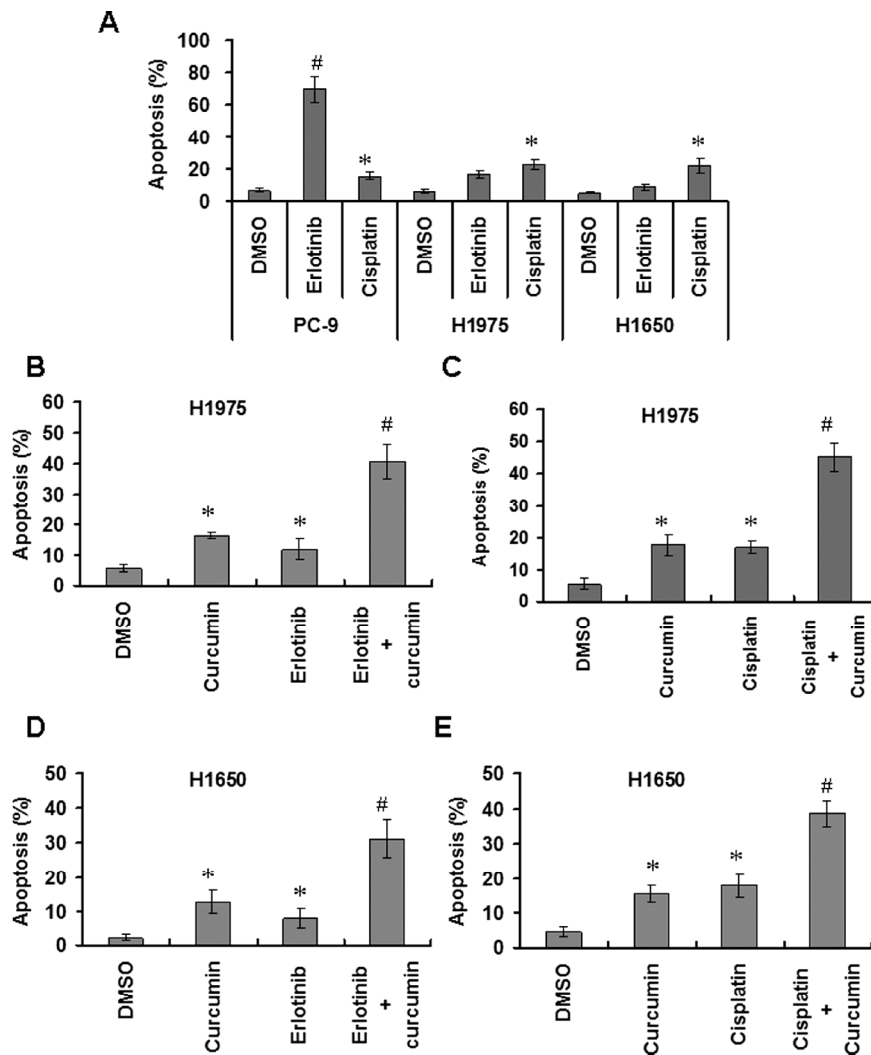 A
Apoptosis (%)
100
80
60
40
20
0
#
*
*
*
DMSO
Erlotinib
Cisplatin
DMSO
Erlotinib
Cisplatin
DMSO
Erlotinib
Cisplatin
PC-9
H1975
H1650
B
H1975
Apoptosis (%)
60
50
40
30
20
10
0
*
*
#
DMSO
Curcumin
Erlotinib
Erlotinib
+
curcumin
C
H1975
Apoptosis (%)
60
50
40
30
20
10
0
*
*
#
DMSO
Curcumin
Cisplatin
Cisplatin
+
Curcumin
D
H1650
Apoptosis (%)
50
40
30
20
10
0
*
*
#
DMSO
Curcumin
Erlotinib
Erlotinib
+
curcumin
E
H1650
Apoptosis (%)
50
40
30
20
10
0
*
*
#
DMSO
Curcumin
Cisplatin
Cisplatin
+
Curcumin